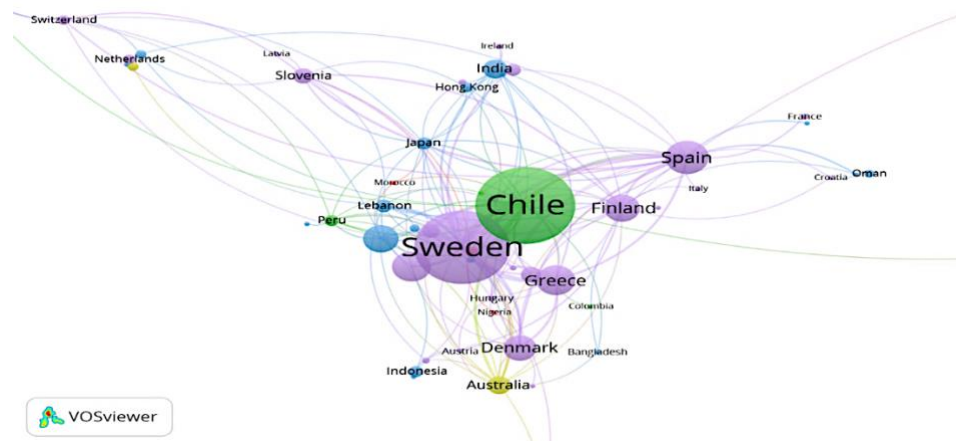 Switzerland
Netherlands
Latvia
Slovenia
Ireland
India
Hong Kong
Japan
France
Spain
Oman
Croatia
Italy
Morocco
Lebanon
Peru
Chile
Finland
Sweden
Greece
Hungary
Nigeria
Colombia
Austria
Denmark
Bangladesh
Indonesia
Australia
VOSviewer